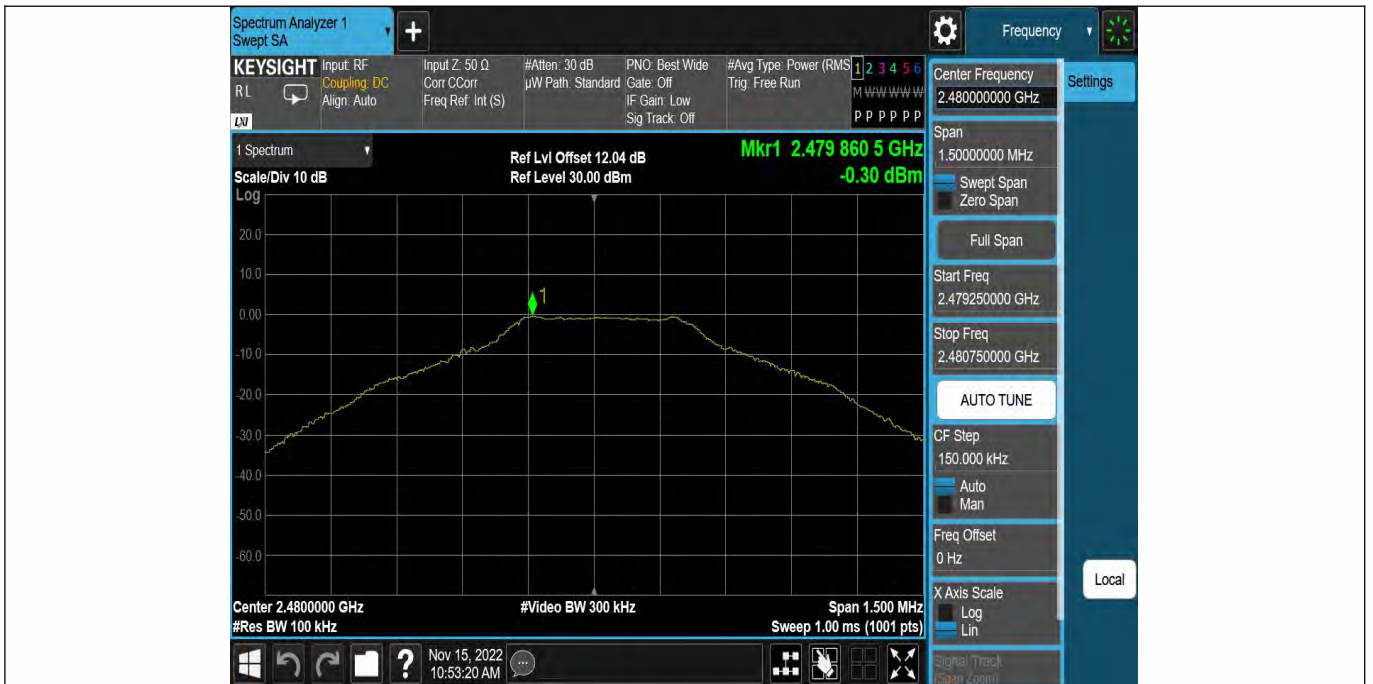 Spectrum Analyzer 1
Swept SA
+
Frequency
KEYSIGHT
RL
LXI
Input: RF
Coupling: DC
Align: Auto
Input Z: 50 Ω
Corr CCorr
Freq Ref: Int (S)
#Atten: 30 dB
µW Path: Standard
PNO: Best Wide
Gate: Off
IF Gain: Low
Sig Track: Off
#Avg Type: Power (RMS
Trig: Free Run
1 2 3 4 5 6
M W W W W W
P P P P P P
1 Spectrum
Scale/Div 10 dB
Ref Lvl Offset 12.04 dB
Ref Level 30.00 dBm
Mkr1 2.479 860 5 GHz
-0.30 dBm
Log
20.0
10.0
0.00
-10.0
-20.0
-30.0
-40.0
-50.0
-60.0
1
Center 2.4800000 GHz
#Res BW 100 kHz
#Video BW 300 kHz
Span 1.500 MHz
Sweep 1.00 ms (1001 pts)
Center Frequency
2.480000000 GHz
Settings
Span
1.50000000 MHz
Swept Span
Zero Span
Full Span
Start Freq
2.479250000 GHz
Stop Freq
2.480750000 GHz
AUTO TUNE
CF Step
150.000 kHz
Auto
Man
Freq Offset
0 Hz
X Axis Scale
Log
Lin
Local
Signal Track
(Span Zoom)
?
Nov 15, 2022
10:53:20 AM